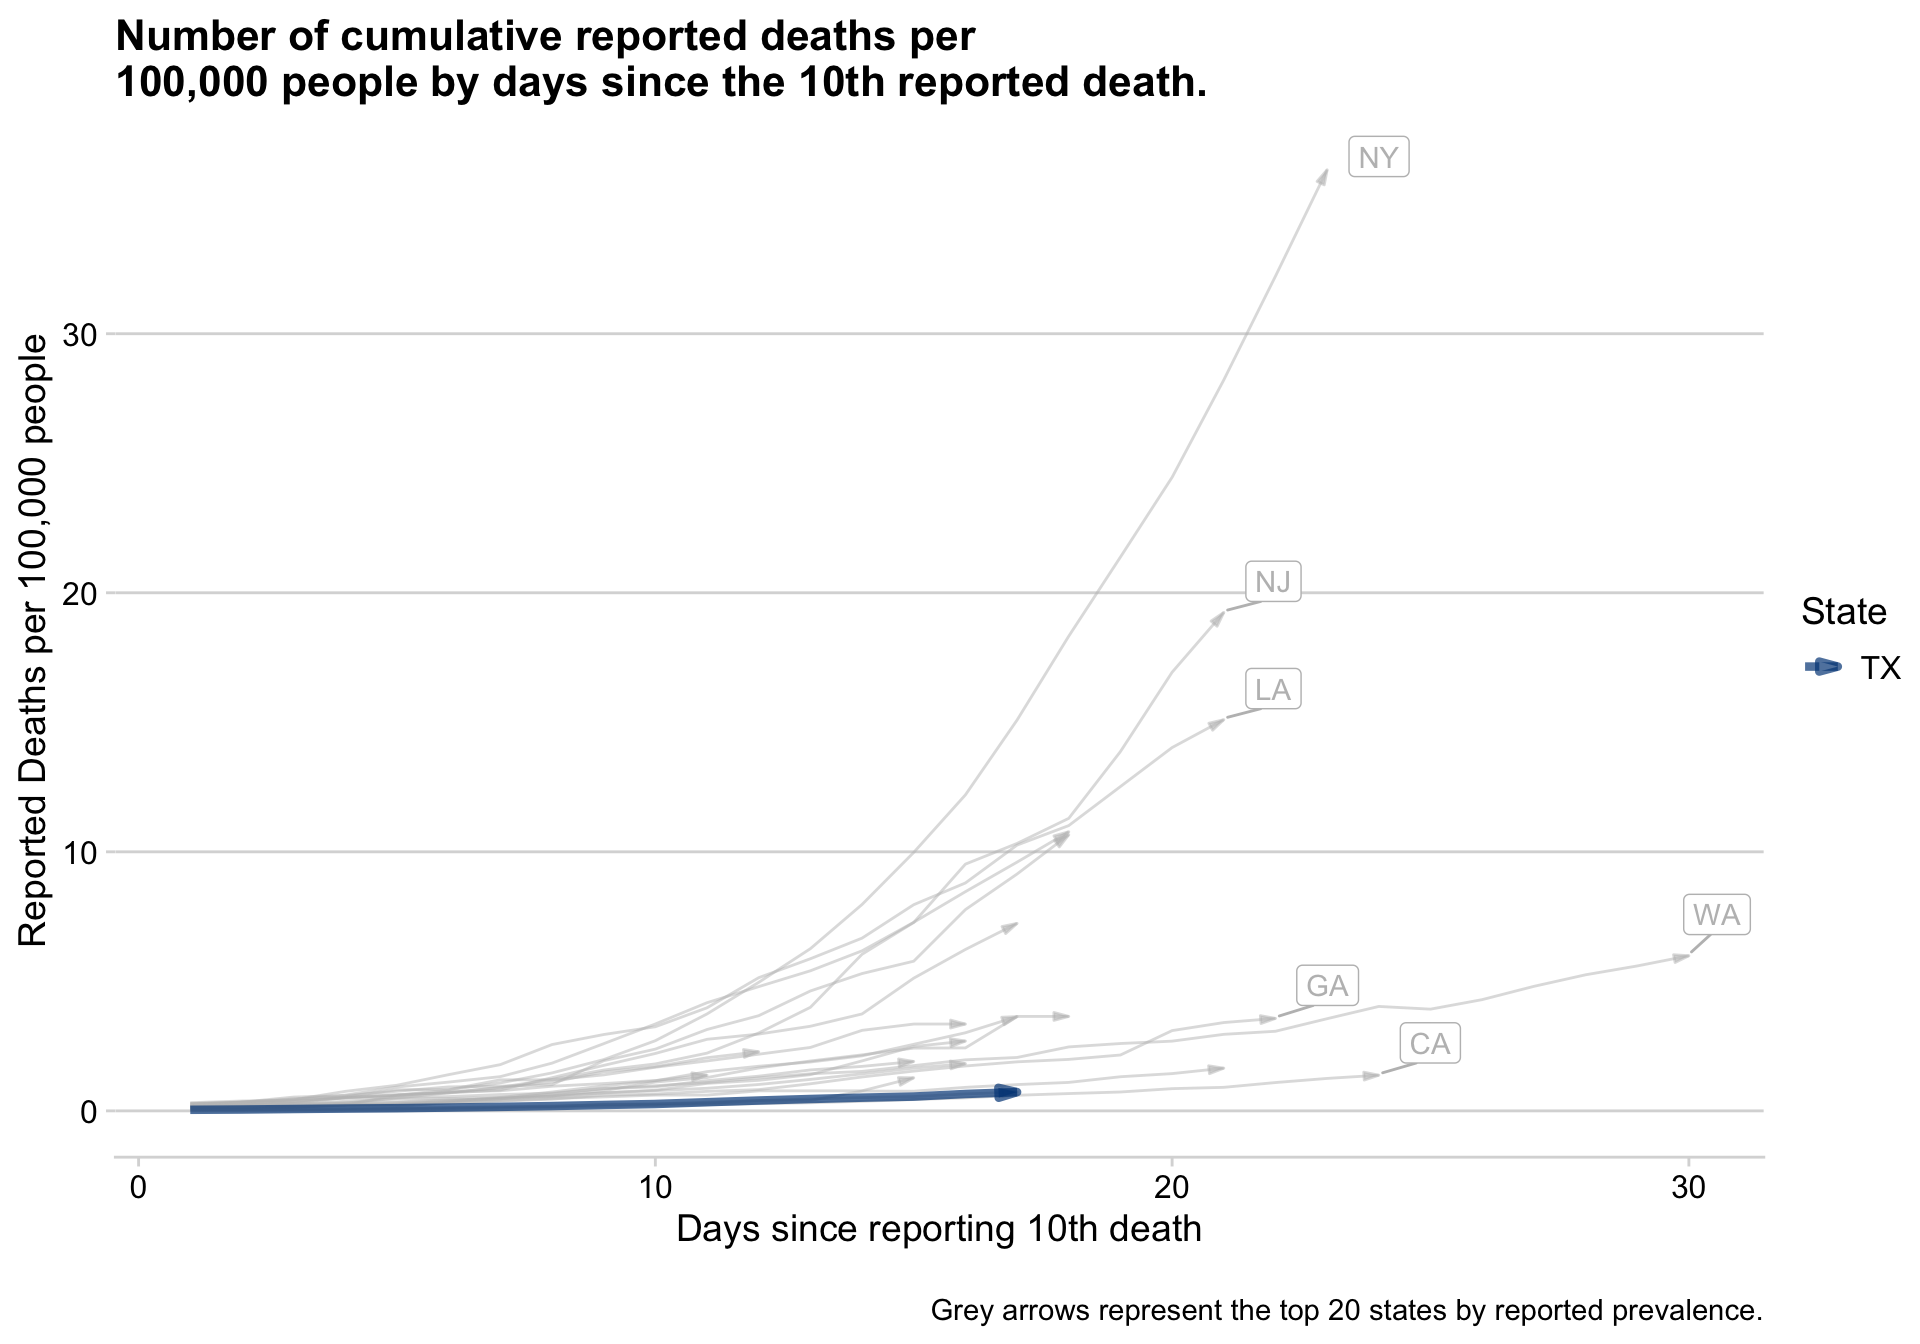 Number of cumulative reported deaths per
100,000 people by days since the 10th reported death.
Reported Deaths per 100,000 people
30
20
10
0
NY
NJ
LA
WA
GA
CA
State
TX
0
10
20
30
Days since reporting 10th death
Grey arrows represent the top 20 states by reported prevalence.